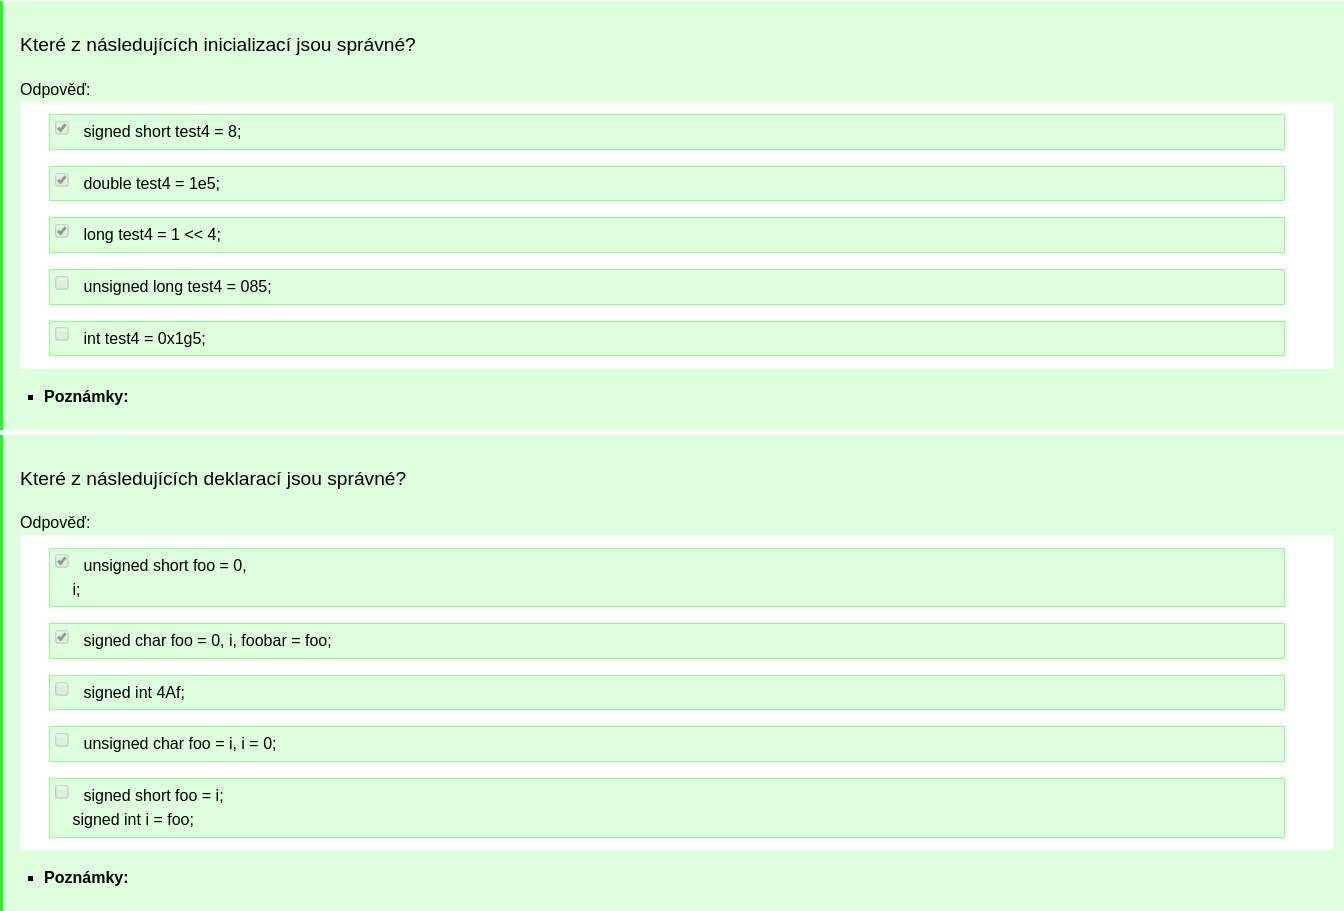 Které z následujících inicializací jsou správné?
Odpověď:
signed short test4 = 8;
double test4 = 1e5;
long test4 = 1 << 4;
unsigned long test4 = 085;
int test4 = 0x1g5;
Poznámky:
Které z následujících deklarací jsou správné?
Odpověď:
unsigned short foo = 0,
i;
signed char foo = 0, i, foobar = foo;
signed int 4Af;
unsigned char foo = i, i = 0;
signed short foo = i;
signed int i = foo;
Poznámky: